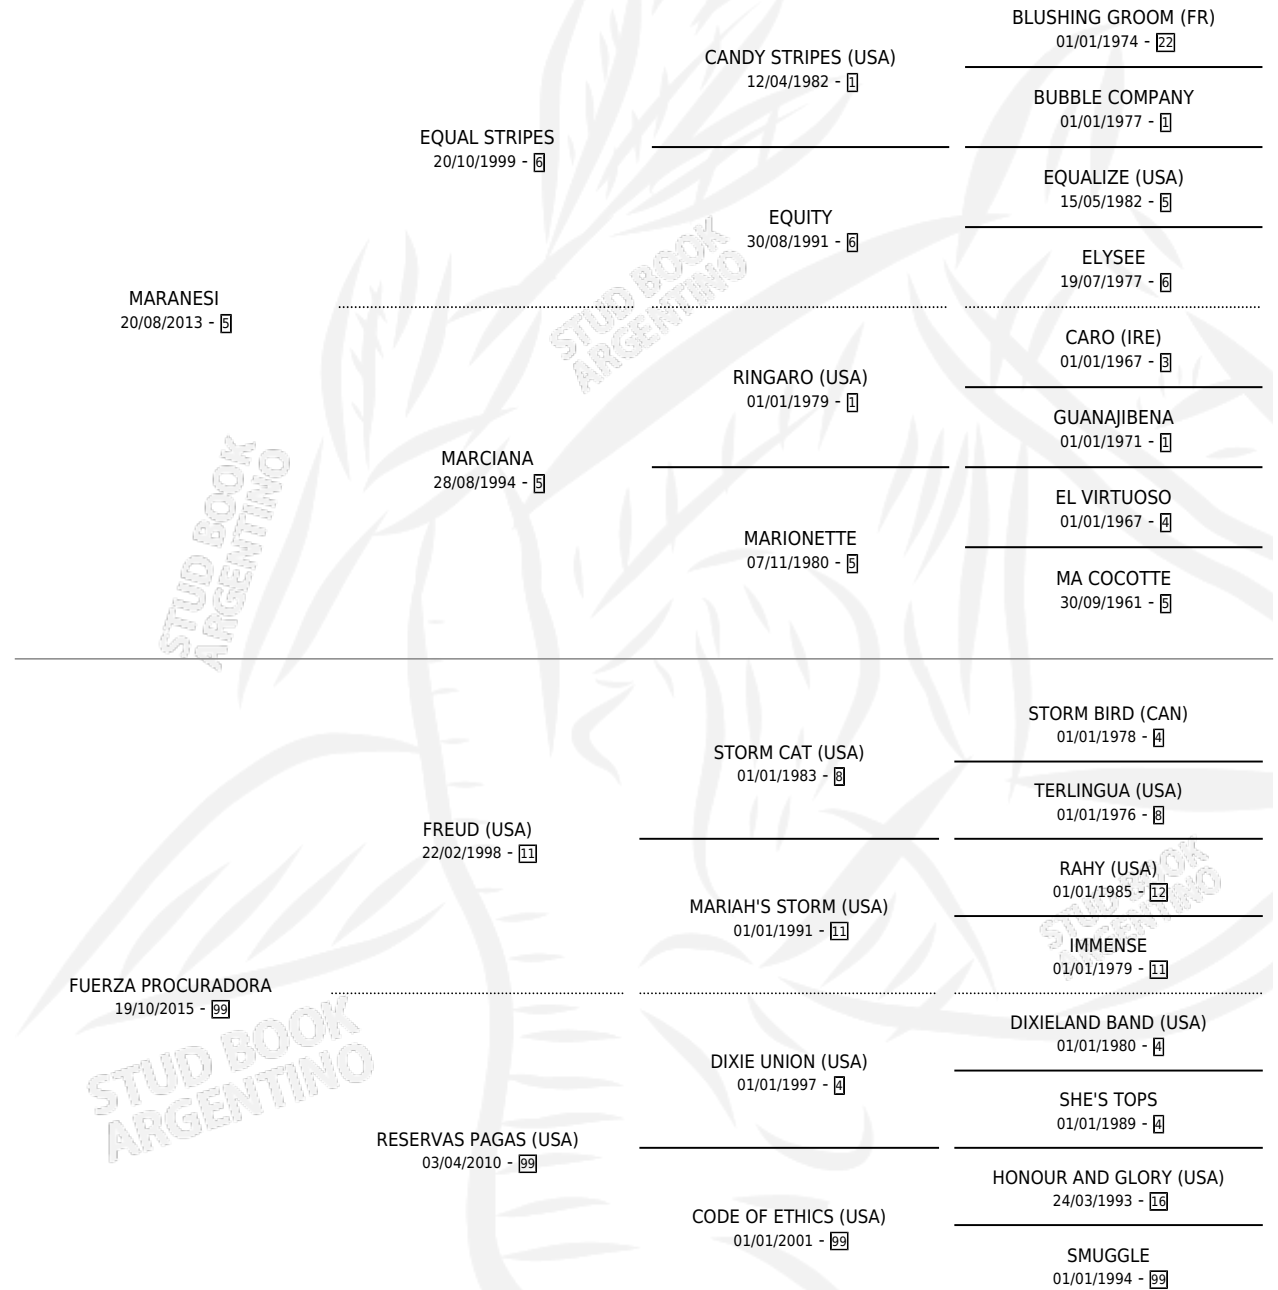 BLUSHING GROOM (FR)
01/01/1974 - 22
CANDY STRIPES (USA)
12/04/1982 - 1
BUBBLE COMPANY
01/01/1977 - 1
EQUAL STRIPES
20/10/1999 - 6
EQUALIZE (USA)
15/05/1982 - 5
EQUITY
30/08/1991 - 6
ELYSEE
19/07/1977 - 6
MARANESI
20/08/2013 - 5
CARO (IRE)
01/01/1967 - 3
RINGARO (USA)
01/01/1979 - 1
GUANAJIBENA
01/01/1971 - 1
MARCIANA
28/08/1994 - 5
EL VIRTUOSO
01/01/1967 - 4
MARIONETTE
07/11/1980 - 5
MA COCOTTE
30/09/1961 - 5
STORM BIRD (CAN)
01/01/1978 - 4
STORM CAT (USA)
01/01/1983 - 8
TERLINGUA (USA)
01/01/1976 - 8
FREUD (USA)
22/02/1998 - 11
RAHY (USA)
01/01/1985 - 12
MARIAH'S STORM (USA)
01/01/1991 - 11
IMMENSE
01/01/1979 - 11
FUERZA PROCURADORA
19/10/2015 - 99
DIXIELAND BAND (USA)
01/01/1980 - 4
DIXIE UNION (USA)
01/01/1997 - 4
SHE'S TOPS
01/01/1989 - 4
RESERVAS PAGAS (USA)
03/04/2010 - 99
HONOUR AND GLORY (USA)
24/03/1993 - 16
CODE OF ETHICS (USA)
01/01/2001 - 99
SMUGGLE
01/01/1994 - 99
STUD BOOK
ARGENTINO
STUD BOOK
ARGENTINO
STUD BOOK
ARGENTINO
STUD BOOK
ARGENTINO